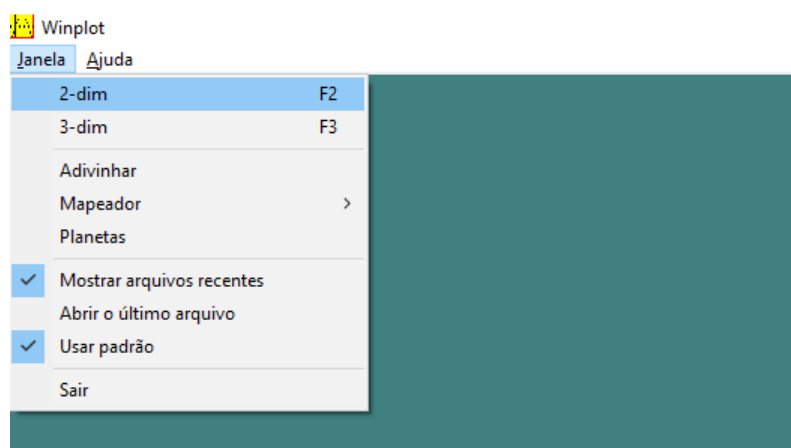 Winplot
Janela Ajuda
2-dim F2
3-dim F3
Adivinhar
Mapeador
Planetas
Mostrar arquivos recentes
Abrir o último arquivo
Usar padrão
Sair